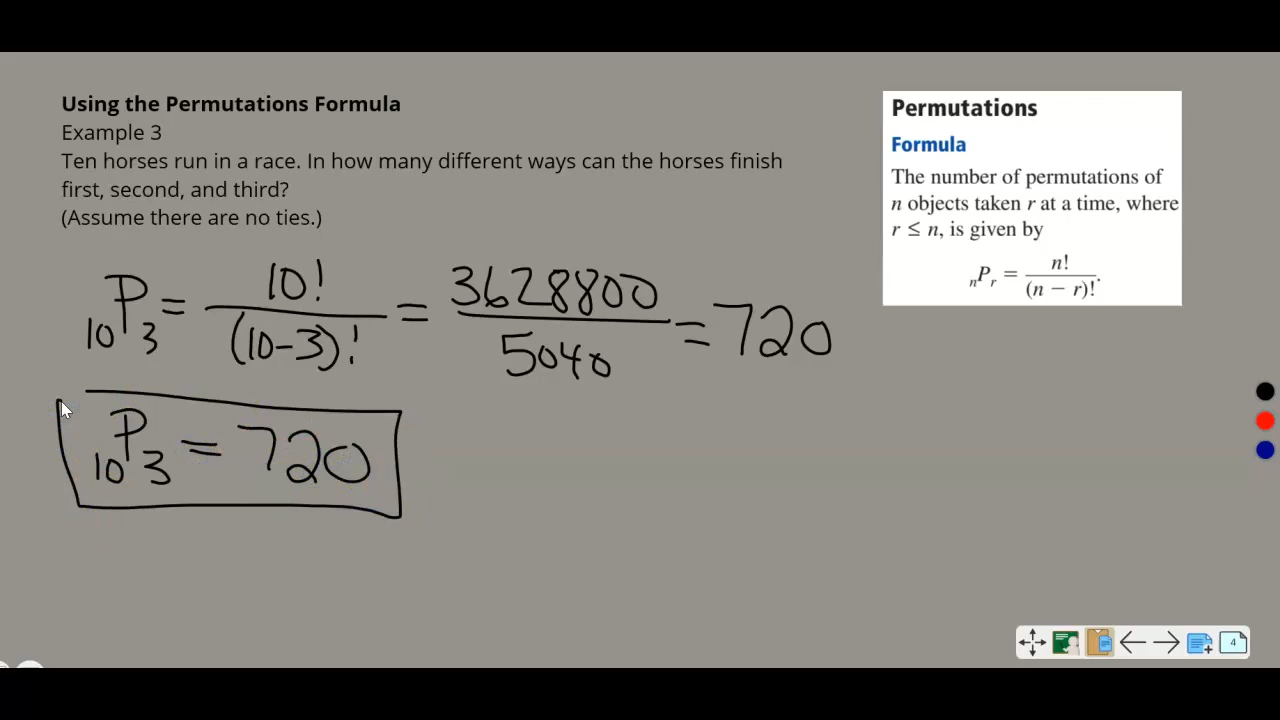 Using the Permutations Formula
Example 3
Ten horses run in a race. In how many different ways can the horses finish
first, second, and third?
(Assume there are no ties.)
₁₀P₃ = 10!/(10-3)! = 3628800/5040 = 720
₁₀P₃ = 720
Permutations
Formula
The number of permutations of
n objects taken r at a time, where
r ≤ n, is given by
ₙPᵣ = n!/(n − r)!.
4